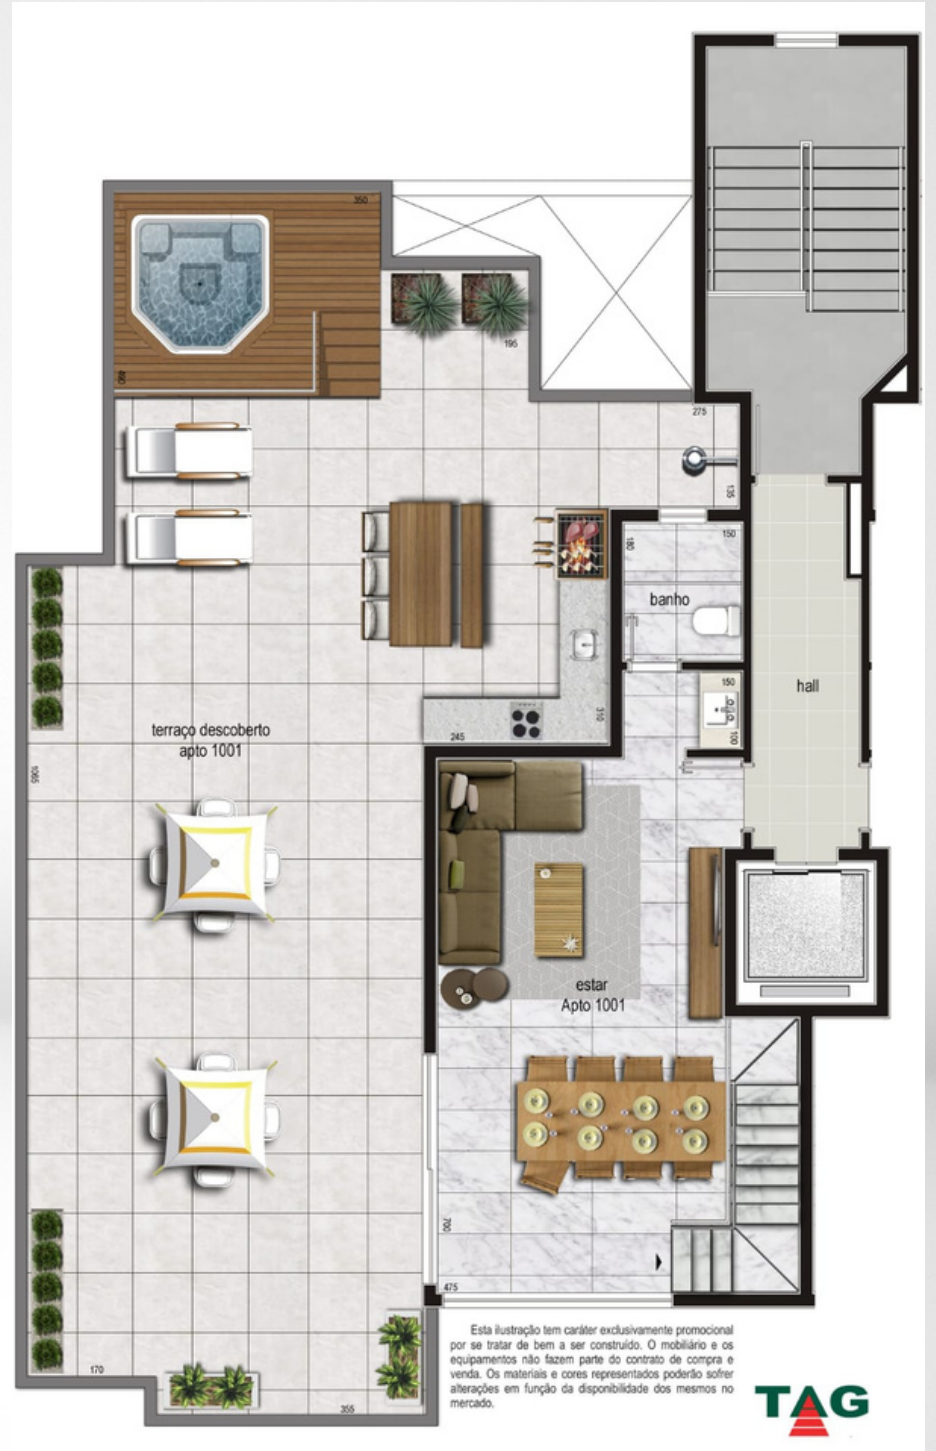 350
490
195
275
135
150
180
banho
150
100
hall
310
245
terraço descoberto
apto 1001
1065
estar
Apto 1001
700
475
170
355
Esta ilustração tem caráter exclusivamente promocional
por se tratar de bem a ser construído. O mobiliário e os
equipamentos não fazem parte do contrato de compra e
venda. Os materiais e cores representados poderão sofrer
alterações em função da disponibilidade dos mesmos no
mercado.
TAG